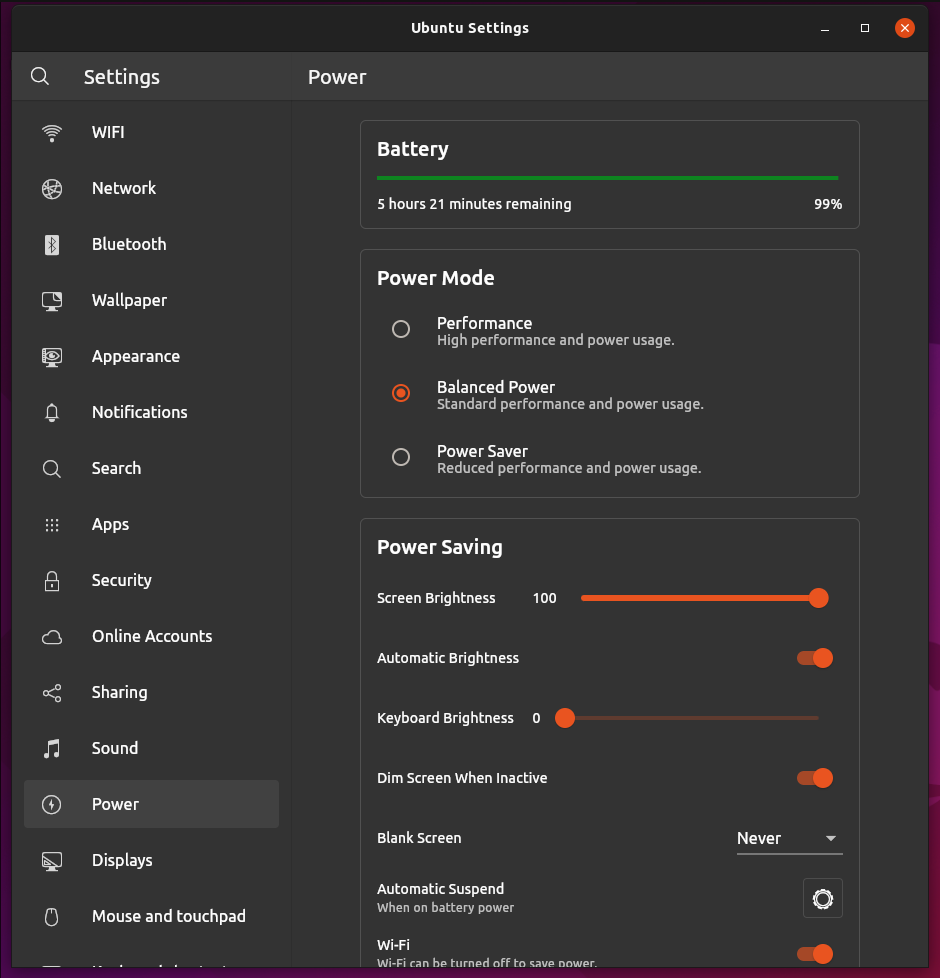 Ubuntu Settings
Settings
Power
WIFI
Network
Bluetooth
Wallpaper
Appearance
Notifications
Search
Apps
Security
Online Accounts
Sharing
Sound
Power
Displays
Mouse and touchpad
Battery
5 hours 21 minutes remaining 99%
Power Mode
Performance
High performance and power usage.
Balanced Power
Standard performance and power usage.
Power Saver
Reduced performance and power usage.
Power Saving
Screen Brightness 100
Automatic Brightness
Keyboard Brightness 0
Dim Screen When Inactive
Blank Screen Never
Automatic Suspend
When on battery power
Wi-Fi
Wi-Fi can be turned off to save power.